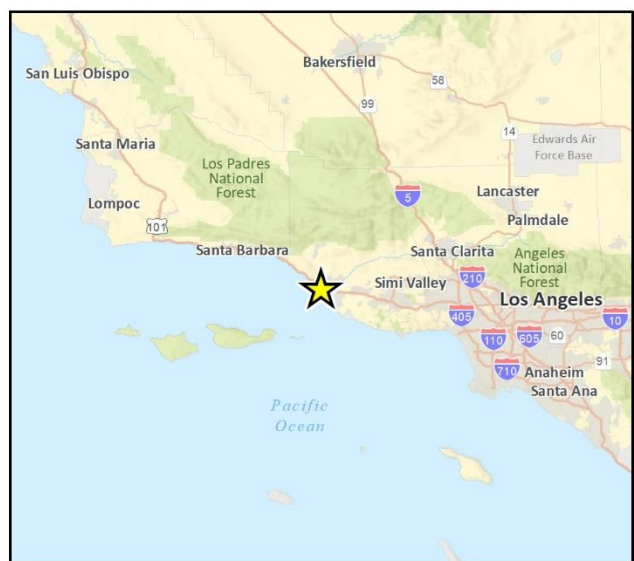 Bakersfield
San Luis Obispo
58
99
14
Edwards Air
Force Base
Santa Maria
Los Padres
National
Forest
5
Lancaster
Lompoc
Palmdale
101
Santa Barbara
Santa Clarita
Angeles
National
Forest
Simi Valley
210
Los Angeles
405
10
110
605
60
91
710
Anaheim
Santa Ana
Pacific
Ocean